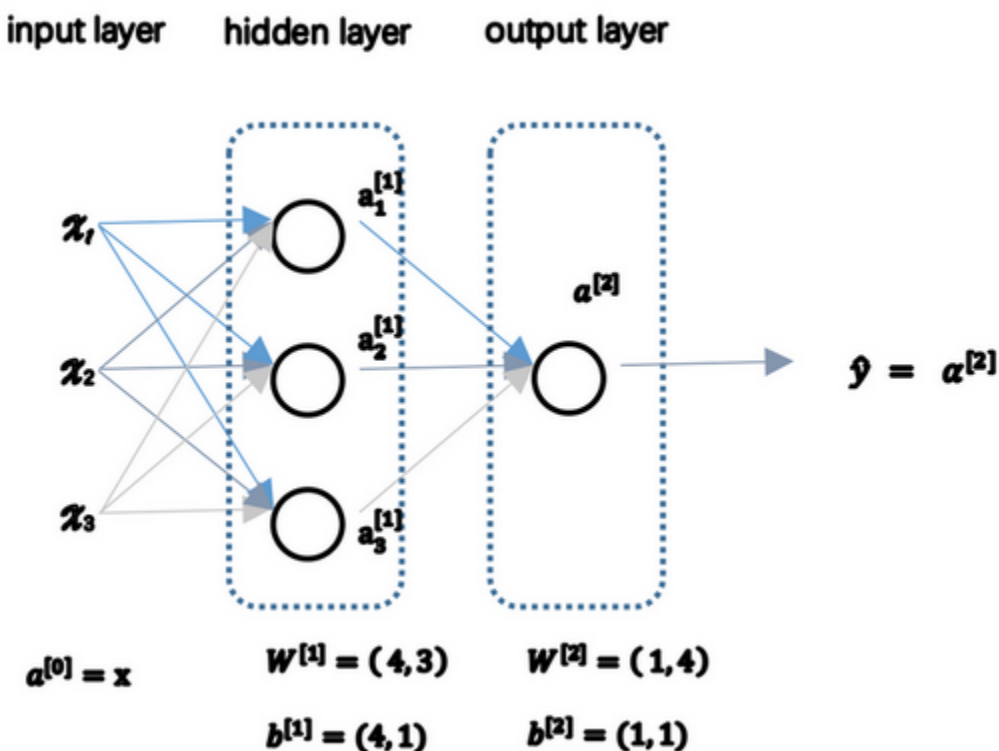 input layer hidden layer output layer
a₁^[1]
𝓍₁
a^[2]
a₂^[1]
𝓍₂
ŷ = a^[2]
𝓍₃
a₃^[1]
a^[0] = x
W^[1] = (4,3) W^[2] = (1,4)
b^[1] = (4,1) b^[2] = (1,1)